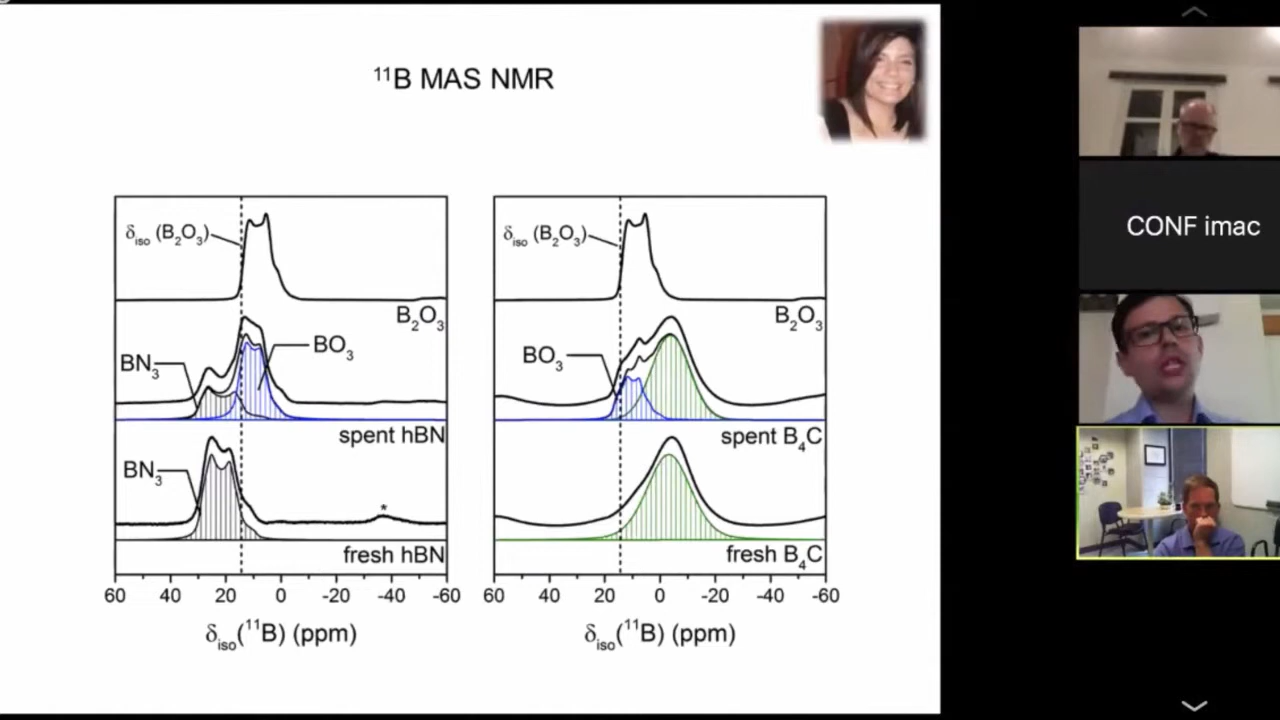 ¹¹B MAS NMR
δiso (B₂O₃)
B₂O₃
BN₃
BO₃
spent hBN
BN₃
*
fresh hBN
60 40 20 0 -20 -40 -60
δiso(¹¹B) (ppm)
δiso (B₂O₃)
B₂O₃
BO₃
spent B₄C
fresh B₄C
60 40 20 0 -20 -40 -60
δiso(¹¹B) (ppm)
CONF imac